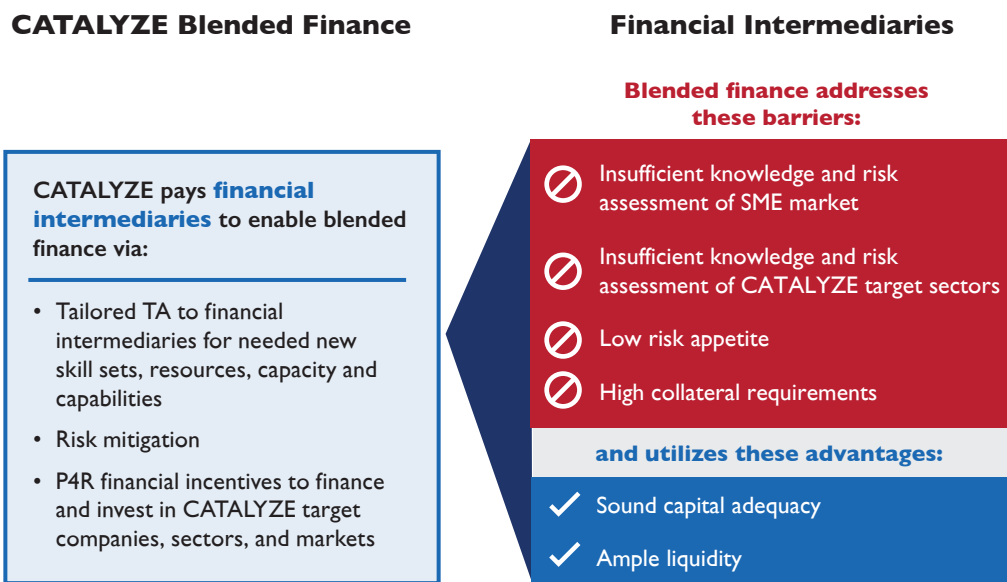 CATALYZE Blended Finance
CATALYZE pays financial
intermediaries to enable blended
finance via:
• Tailored TA to financial
intermediaries for needed new
skill sets, resources, capacity and
capabilities
• Risk mitigation
• P4R financial incentives to finance
and invest in CATALYZE target
companies, sectors, and markets
Financial Intermediaries
Blended finance addresses
these barriers:
Insufficient knowledge and risk
assessment of SME market
Insufficient knowledge and risk
assessment of CATALYZE target sectors
Low risk appetite
High collateral requirements
and utilizes these advantages:
Sound capital adequacy
Ample liquidity